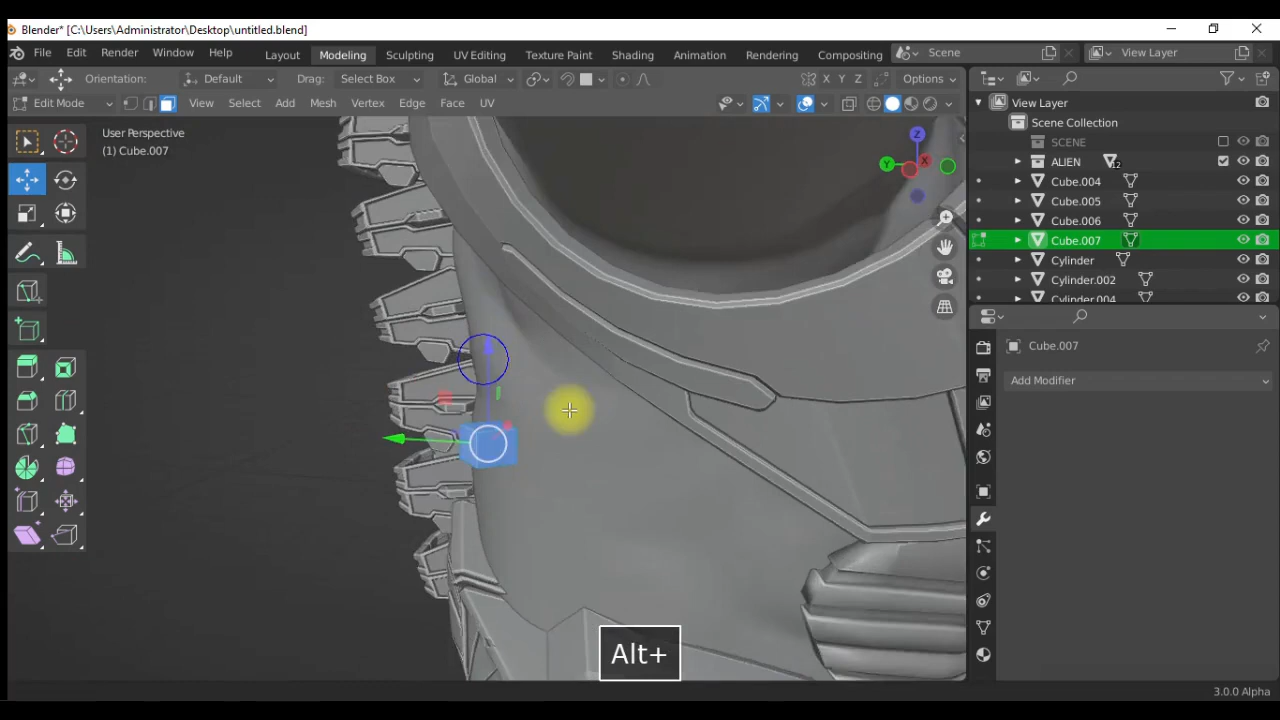 Blender* [C:\Users\Administrator\Desktop\untitled.blend]
File Edit Render Window Help Layout Modeling Sculpting UV Editing Texture Paint Shading Animation Rendering Compositing Scene View Layer
Orientation: Default Drag: Select Box Global X Y Z Options
Edit Mode View Select Add Mesh Vertex Edge Face UV
User Perspective
(1) Cube.007
Z
Y
X
View Layer
Scene Collection
SCENE
ALIEN 12
Cube.004
Cube.005
Cube.006
Cube.007
Cylinder
Cylinder.002
Cylinder.004
Cube.007
Add Modifier
Alt+
3.0.0 Alpha